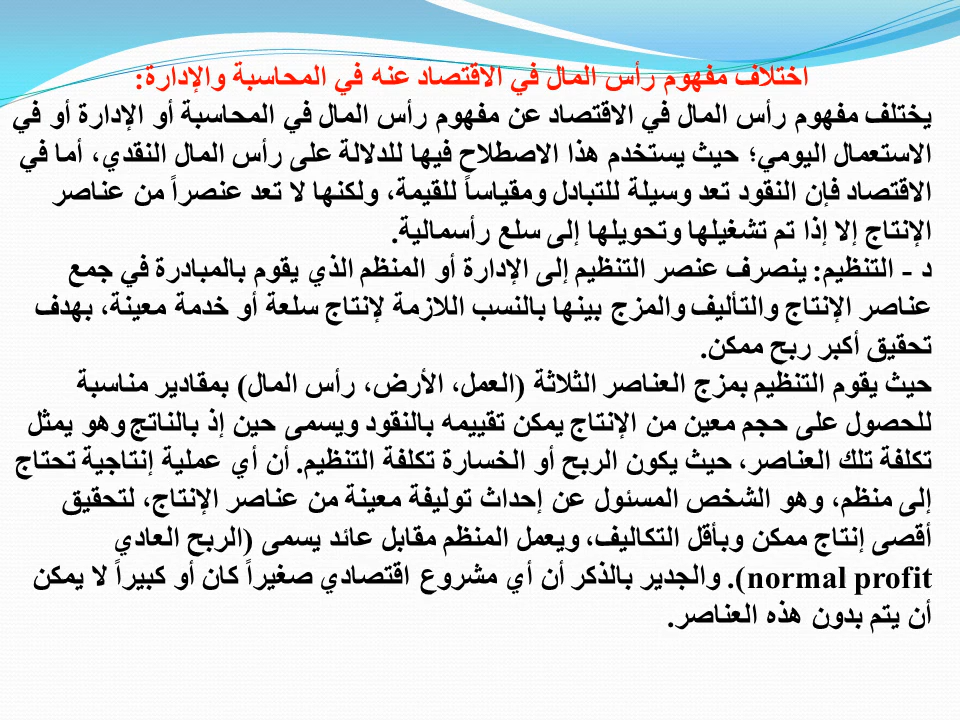 اختلاف مفهوم رأس المال في الاقتصاد عنه في المحاسبة والإدارة:
يختلف مفهوم رأس المال في الاقتصاد عن مفهوم رأس المال في المحاسبة أو الإدارة أو في
الاستعمال اليومي؛ حيث يستخدم هذا الاصطلاح فيها للدلالة على رأس المال النقدي، أما في
الاقتصاد فإن النقود تعد وسيلة للتبادل ومقياساً للقيمة، ولكنها لا تعد عنصراً من عناصر
الإنتاج إلا إذا تم تشغيلها وتحويلها إلى سلع رأسمالية.
د - التنظيم: ينصرف عنصر التنظيم إلى الإدارة أو المنظم الذي يقوم بالمبادرة في جمع
عناصر الإنتاج والتأليف والمزج بينها بالنسب اللازمة لإنتاج سلعة أو خدمة معينة، بهدف
تحقيق أكبر ربح ممكن.
حيث يقوم التنظيم بمزج العناصر الثلاثة (العمل، الأرض، رأس المال) بمقادير مناسبة
للحصول على حجم معين من الإنتاج يمكن تقييمه بالنقود ويسمى حين إذ بالناتج وهو يمثل
تكلفة تلك العناصر، حيث يكون الربح أو الخسارة تكلفة التنظيم. أن أي عملية إنتاجية تحتاج
إلى منظم، وهو الشخص المسئول عن إحداث توليفة معينة من عناصر الإنتاج، لتحقيق
أقصى إنتاج ممكن وبأقل التكاليف، ويعمل المنظم مقابل عائد يسمى (الربح العادي
normal profit). والجدير بالذكر أن أي مشروع اقتصادي صغيراً كان أو كبيراً لا يمكن
أن يتم بدون هذه العناصر.